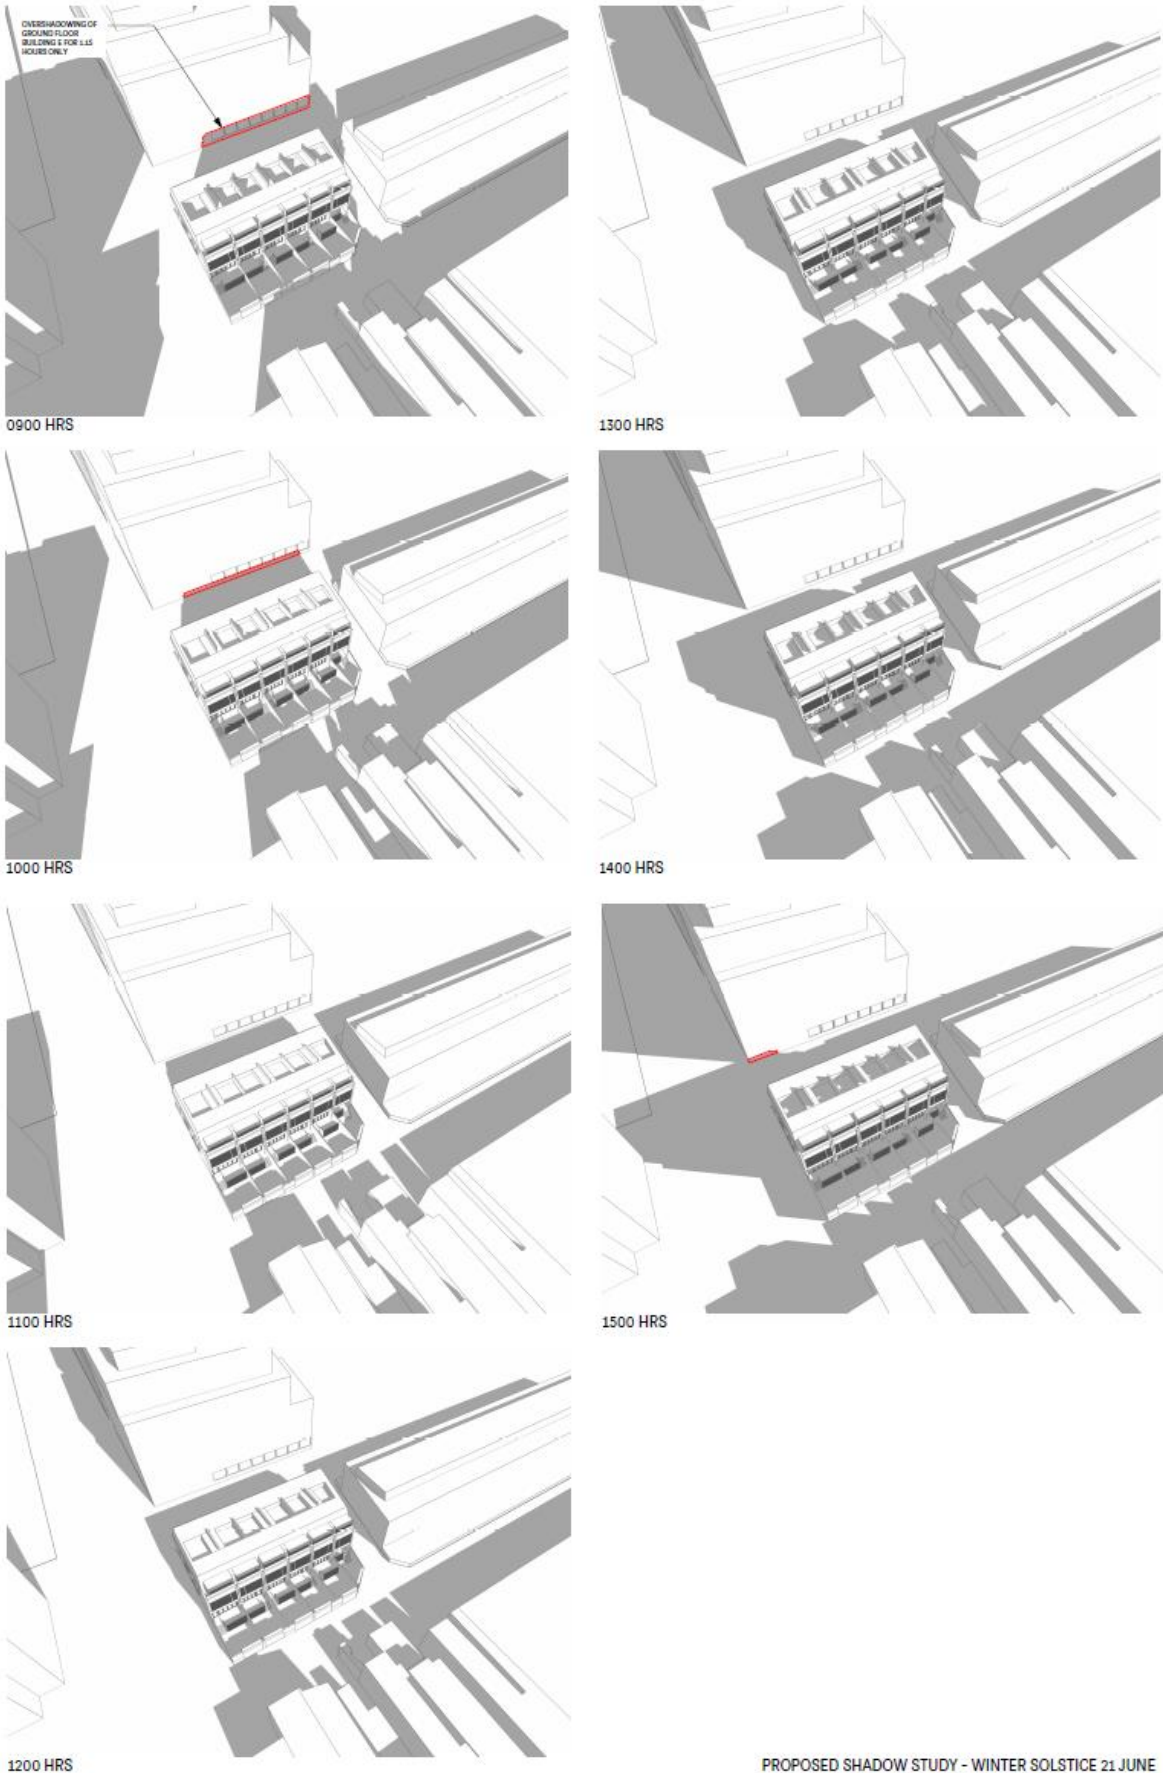 OVERSHADOWING OF
GROUND FLOOR
BUILDING E FOR 1.15
HOURS ONLY
0900 HRS
1300 HRS
1000 HRS
1400 HRS
1100 HRS
1500 HRS
1200 HRS
PROPOSED SHADOW STUDY - WINTER SOLSTICE 21 JUNE